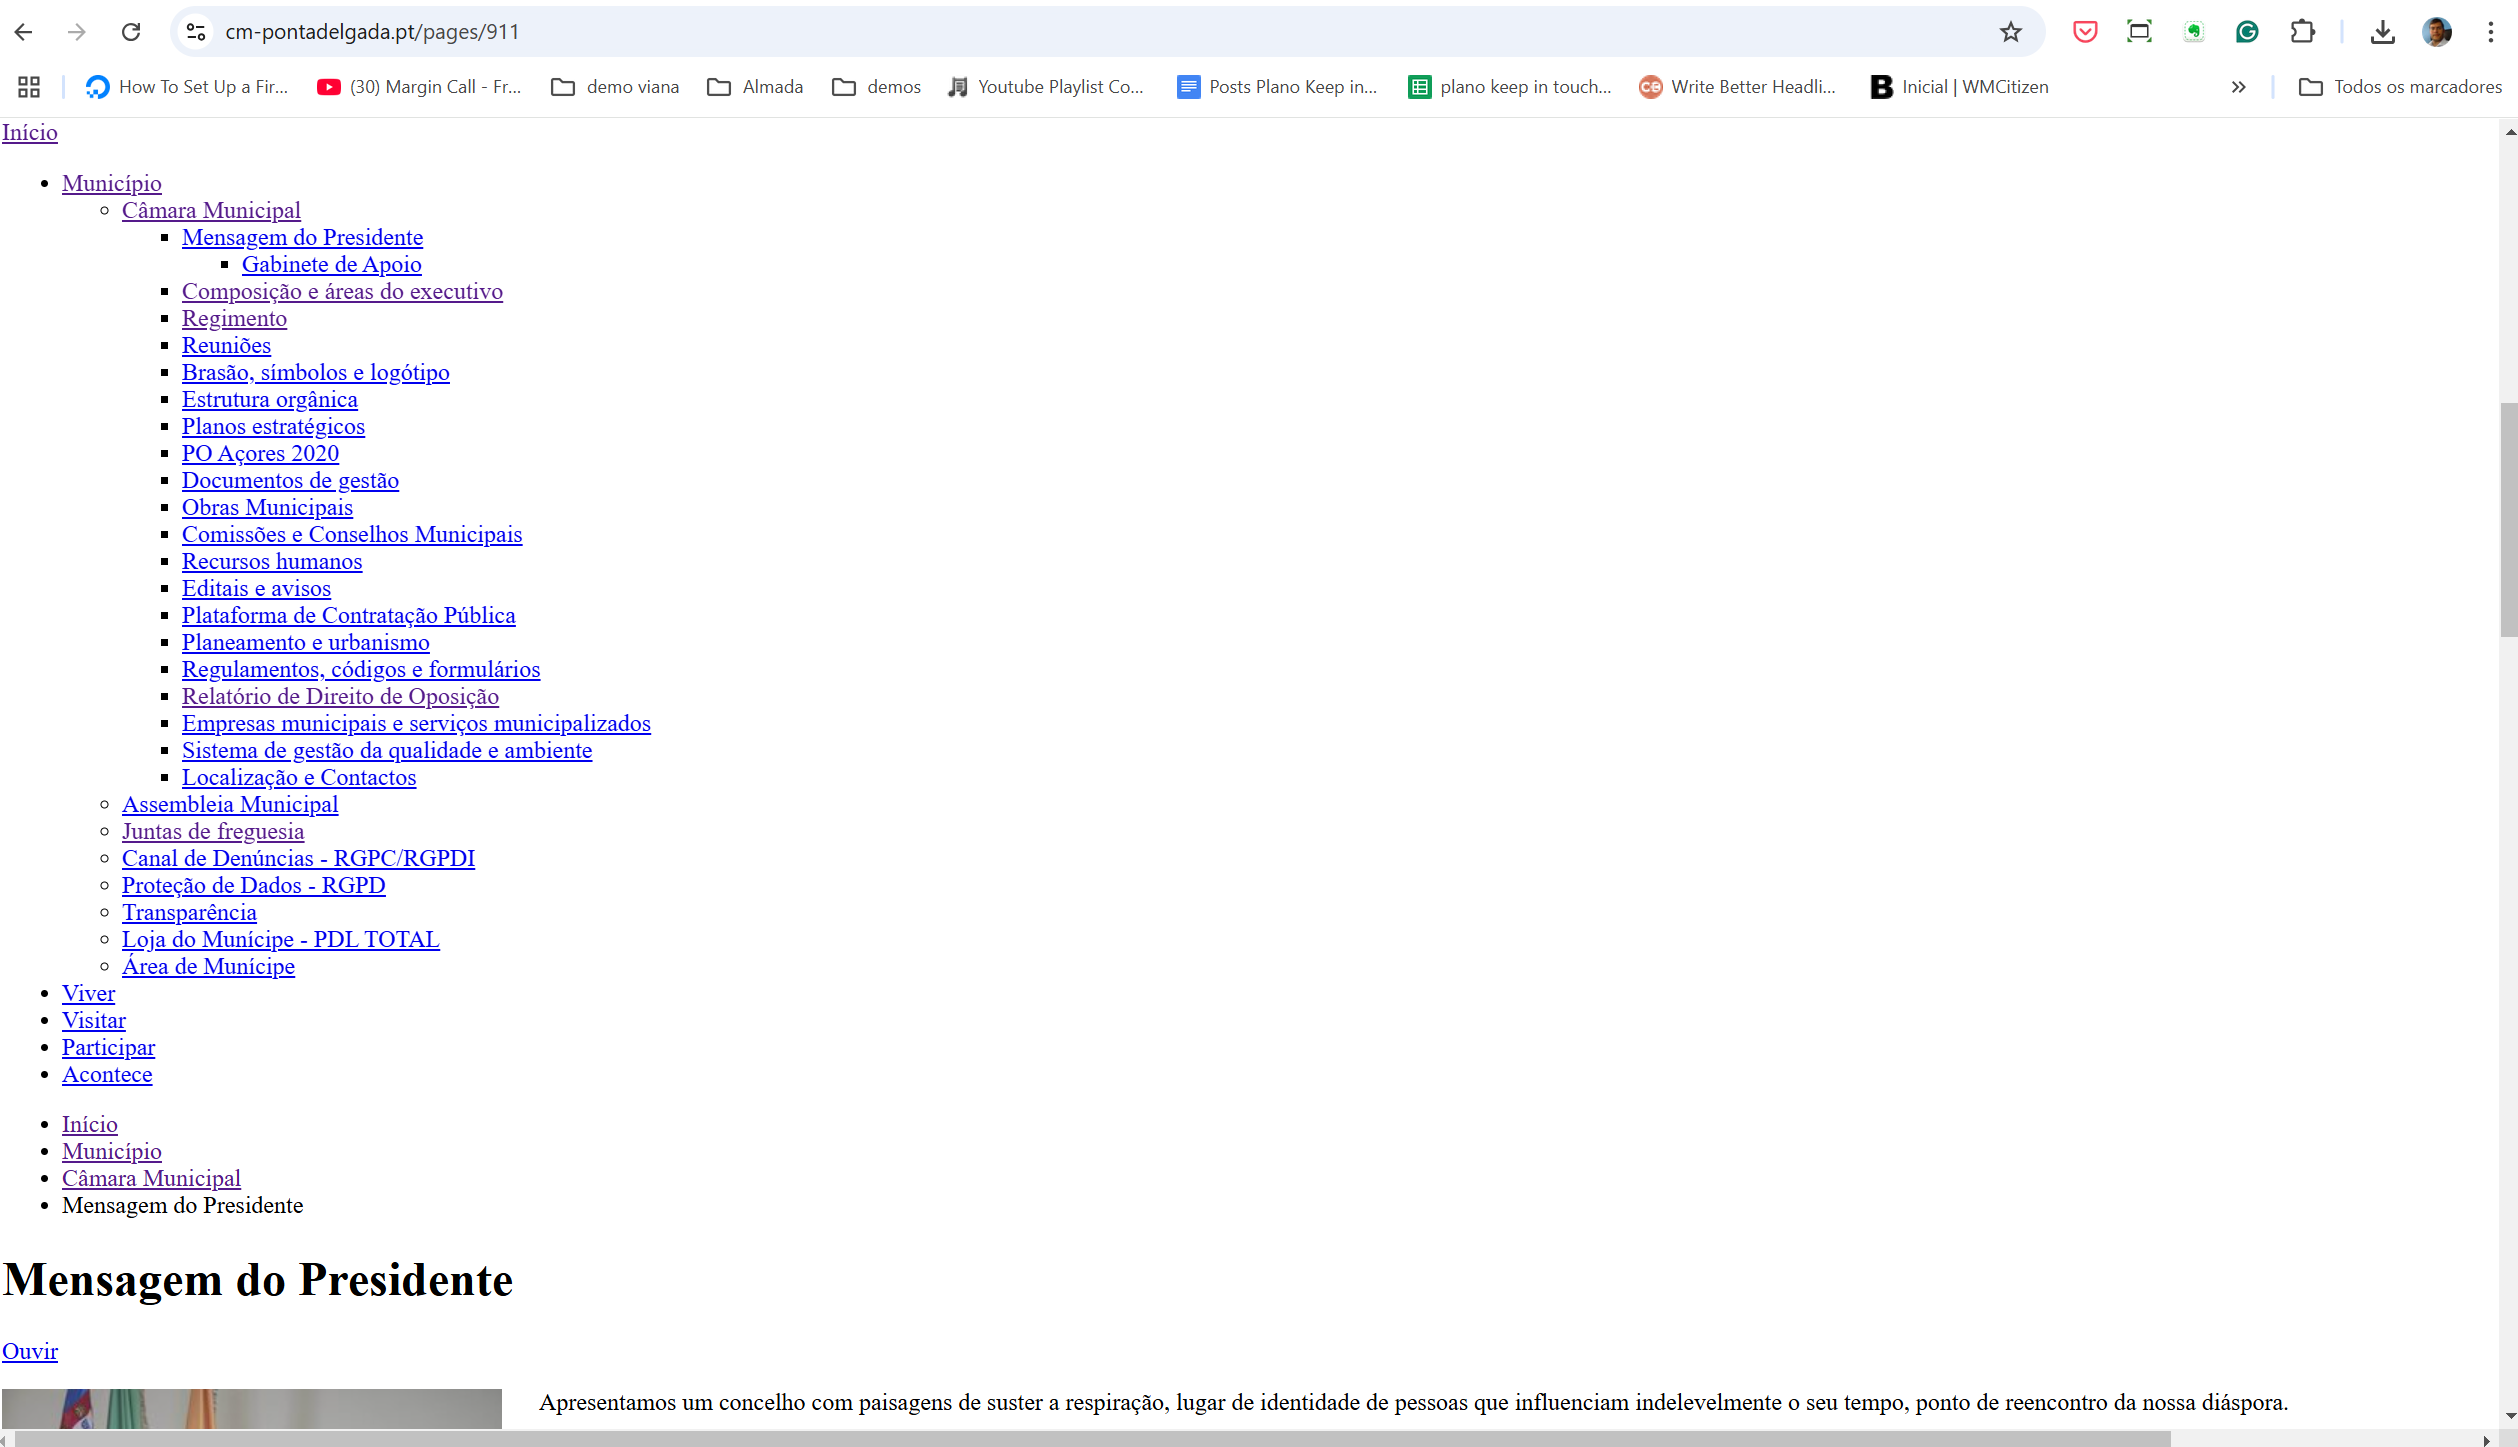 cm-pontadelgada.pt/pages/911
How To Set Up a Fir...
(30) Margin Call - Fr...
demo viana
Almada
demos
Youtube Playlist Co...
Posts Plano Keep in...
plano keep in touch...
Write Better Headli...
Inicial | WMCitizen
Todos os marcadores
Início
Município
Câmara Municipal
Mensagem do Presidente
Gabinete de Apoio
Composição e áreas do executivo
Regimento
Reuniões
Brasão, símbolos e logótipo
Estrutura orgânica
Planos estratégicos
PO Açores 2020
Documentos de gestão
Obras Municipais
Comissões e Conselhos Municipais
Recursos humanos
Editais e avisos
Plataforma de Contratação Pública
Planeamento e urbanismo
Regulamentos, códigos e formulários
Relatório de Direito de Oposição
Empresas municipais e serviços municipalizados
Sistema de gestão da qualidade e ambiente
Localização e Contactos
Assembleia Municipal
Juntas de freguesia
Canal de Denúncias - RGPC/RGPDI
Proteção de Dados - RGPD
Transparência
Loja do Munícipe - PDL TOTAL
Área de Munícipe
Viver
Visitar
Participar
Acontece
Início
Município
Câmara Municipal
Mensagem do Presidente
Mensagem do Presidente
Ouvir
Apresentamos um concelho com paisagens de suster a respiração, lugar de identidade de pessoas que influenciam indelevelmente o seu tempo, ponto de reencontro da nossa diáspora.